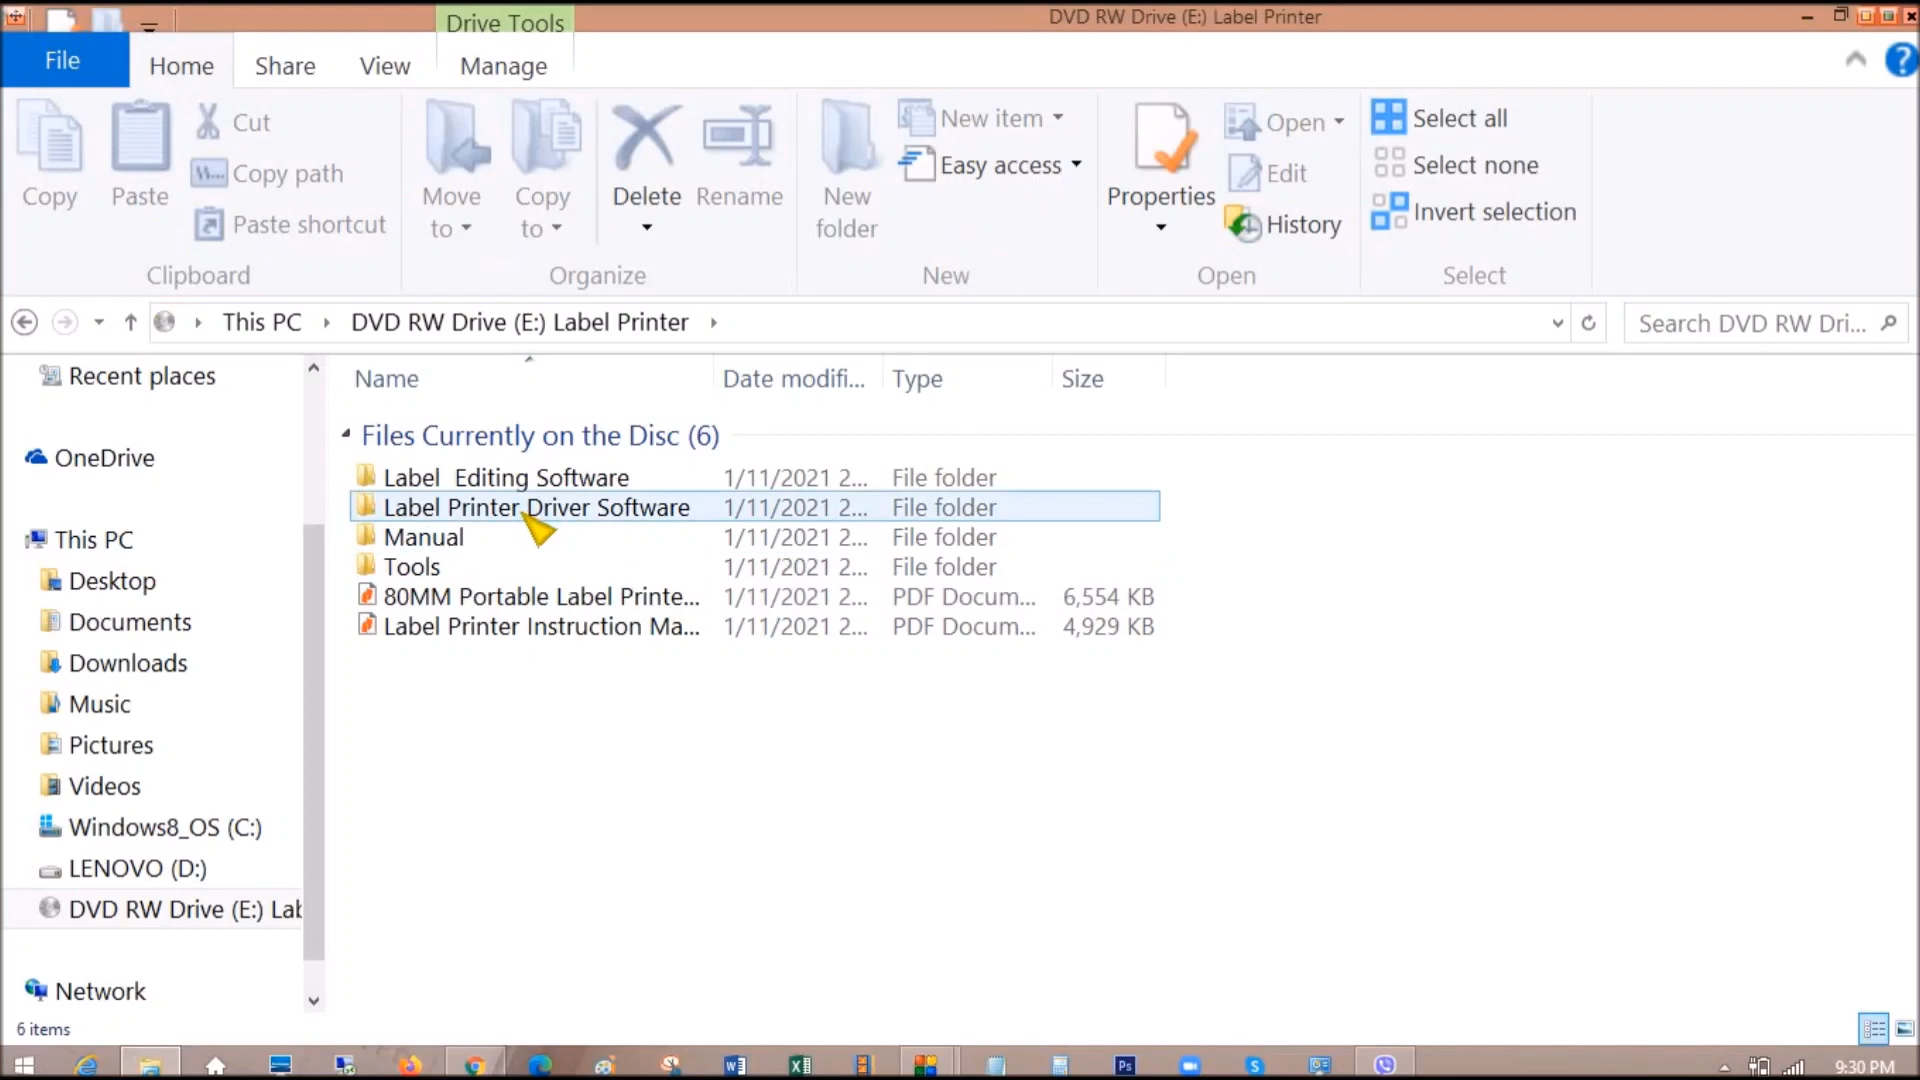 Drive Tools
DVD RW Drive (E:) Label Printer
File
Home
Share
View
Manage
?
Copy
Paste
Cut
Copy path
Paste shortcut
Clipboard
Move to
Copy to
Delete
Rename
Organize
New folder
New item
Easy access
New
Properties
Open
Edit
History
Open
Select all
Select none
Invert selection
Select
This PC
DVD RW Drive (E:) Label Printer
Search DVD RW Dri...
Recent places
OneDrive
This PC
Desktop
Documents
Downloads
Music
Pictures
Videos
Windows8_OS (C:)
LENOVO (D:)
DVD RW Drive (E:) Lab
Network
Name Date modifi... Type Size
Files Currently on the Disc (6)
Label  Editing Software 1/11/2021 2... File folder
Label Printer Driver Software 1/11/2021 2... File folder
Manual 1/11/2021 2... File folder
Tools 1/11/2021 2... File folder
80MM Portable Label Printe... 1/11/2021 2... PDF Docum... 6,554 KB
Label Printer Instruction Ma... 1/11/2021 2... PDF Docum... 4,929 KB
6 items
Ps
9:30 PM